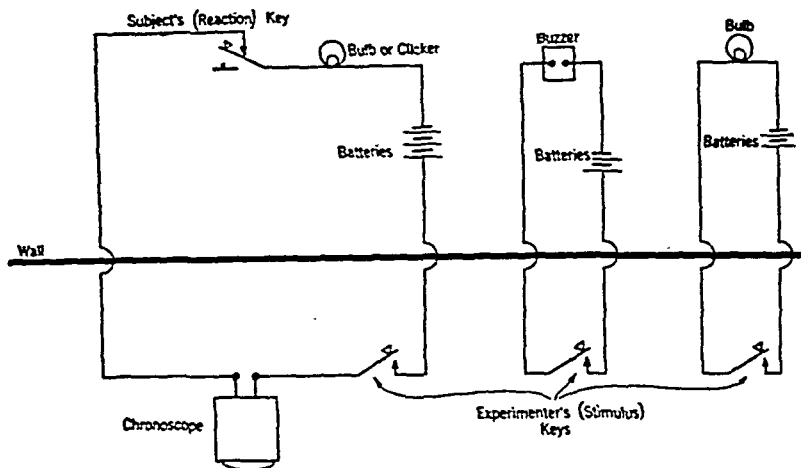 Subject's (Reaction) Key
Bulb or Clicker
Batteries
Buzzer
Batteries
Bulb
Batteries
Wall
Chronoscope
Experimenter's (Stimulus)
Keys